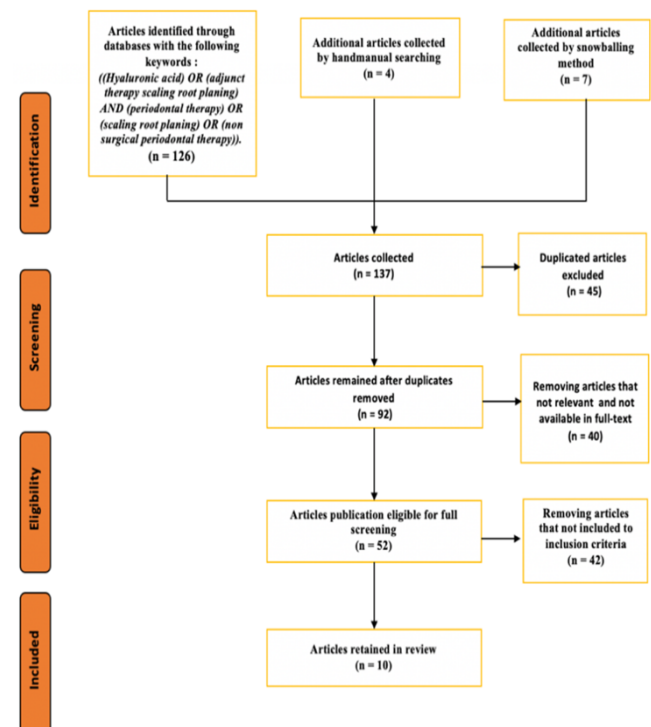 Articles identified through
databases with the following
keywords :
((Hyaluronic acid) OR (adjunct
therapy scaling root planing)
AND (periodontal therapy) OR
(scaling root planing) OR (non
surgical periodontal therapy)).
(n = 126)
Additional articles collected
by handmanual searching
(n = 4)
Additional articles
collected by snowballing
method
(n = 7)
Identification
Articles collected
(n = 137)
Duplicated articles
excluded
(n = 45)
Screening
Articles remained after duplicates
removed
(n = 92)
Removing articles that
not relevant and not
available in full-text
(n = 40)
Eligibility
Articles publication eligible for full
screening
(n = 52)
Removing articles
that not included to
inclusion criteria
(n = 42)
Included
Articles retained in review
(n = 10)